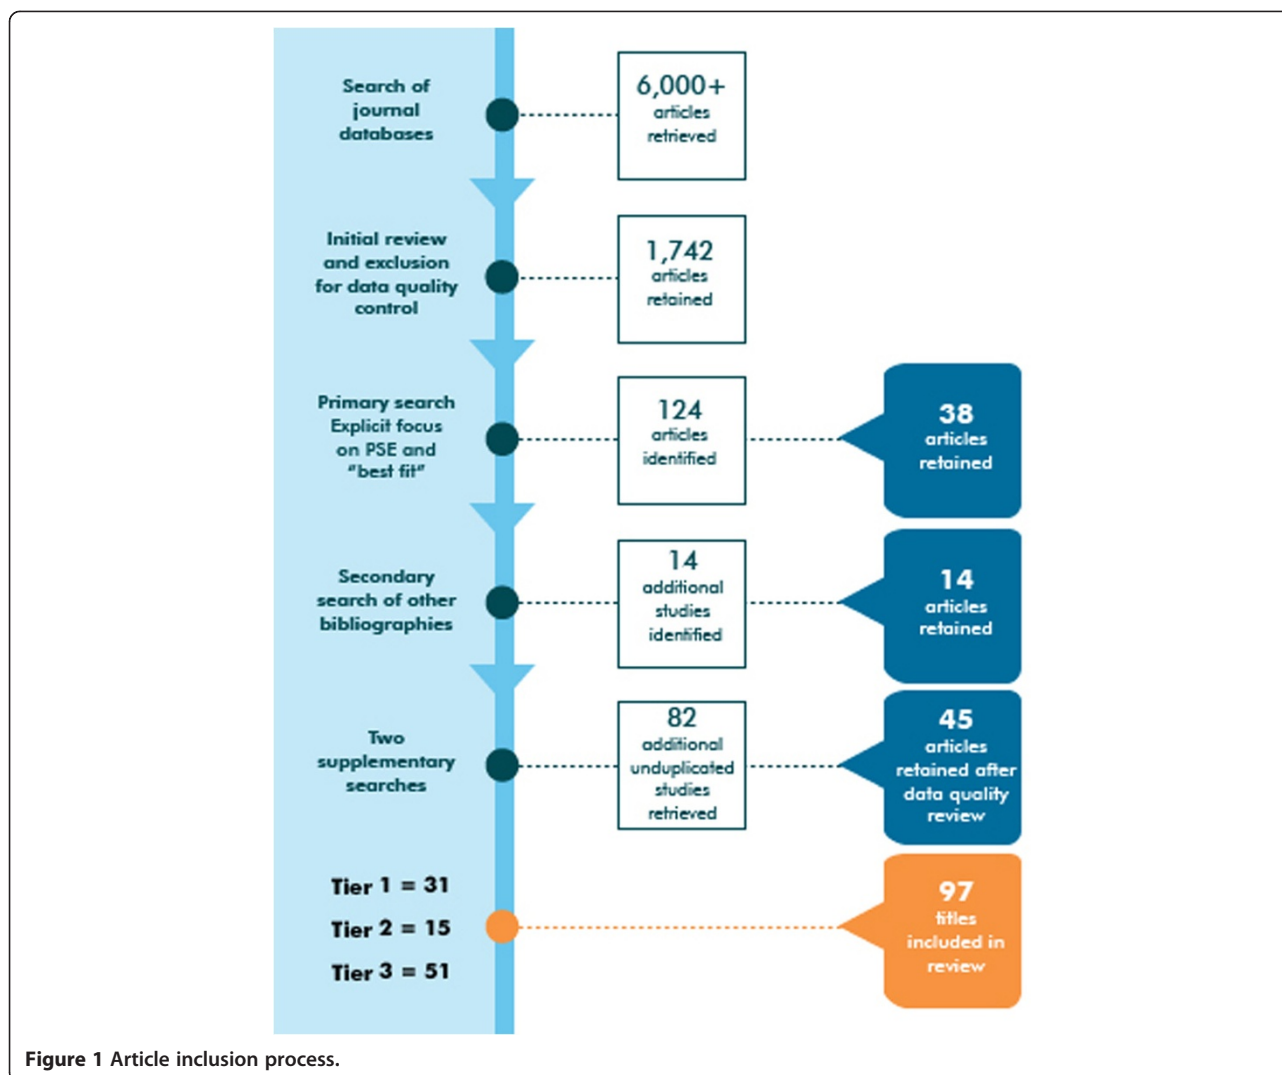 Search of
journal
databases
6,000+
articles
retrieved
Initial review
and exclusion
for data quality
control
1,742
articles
retained
Primary search
Explicit focus
on PSE and
"best fit"
124
articles
identified
38
articles
retained
Secondary
search of other
bibliographies
14
additional
studies
identified
14
articles
retained
Two
supplementary
searches
82
additional
unduplicated
studies
retrieved
45
articles
retained after
data quality
review
Tier 1 = 31
Tier 2 = 15
Tier 3 = 51
97
titles
included in
review
Figure 1 Article inclusion process.